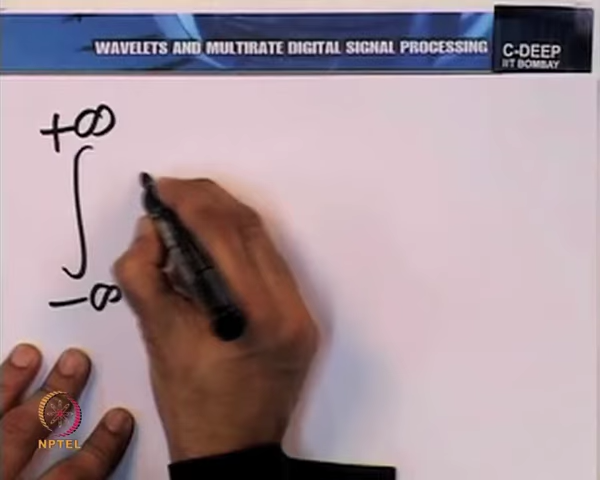 WAVELETS AND MULTIRATE DIGITAL SIGNAL PROCESSING
C-DEEP
IIT BOMBAY
+∞
∫
-∞
NPTEL